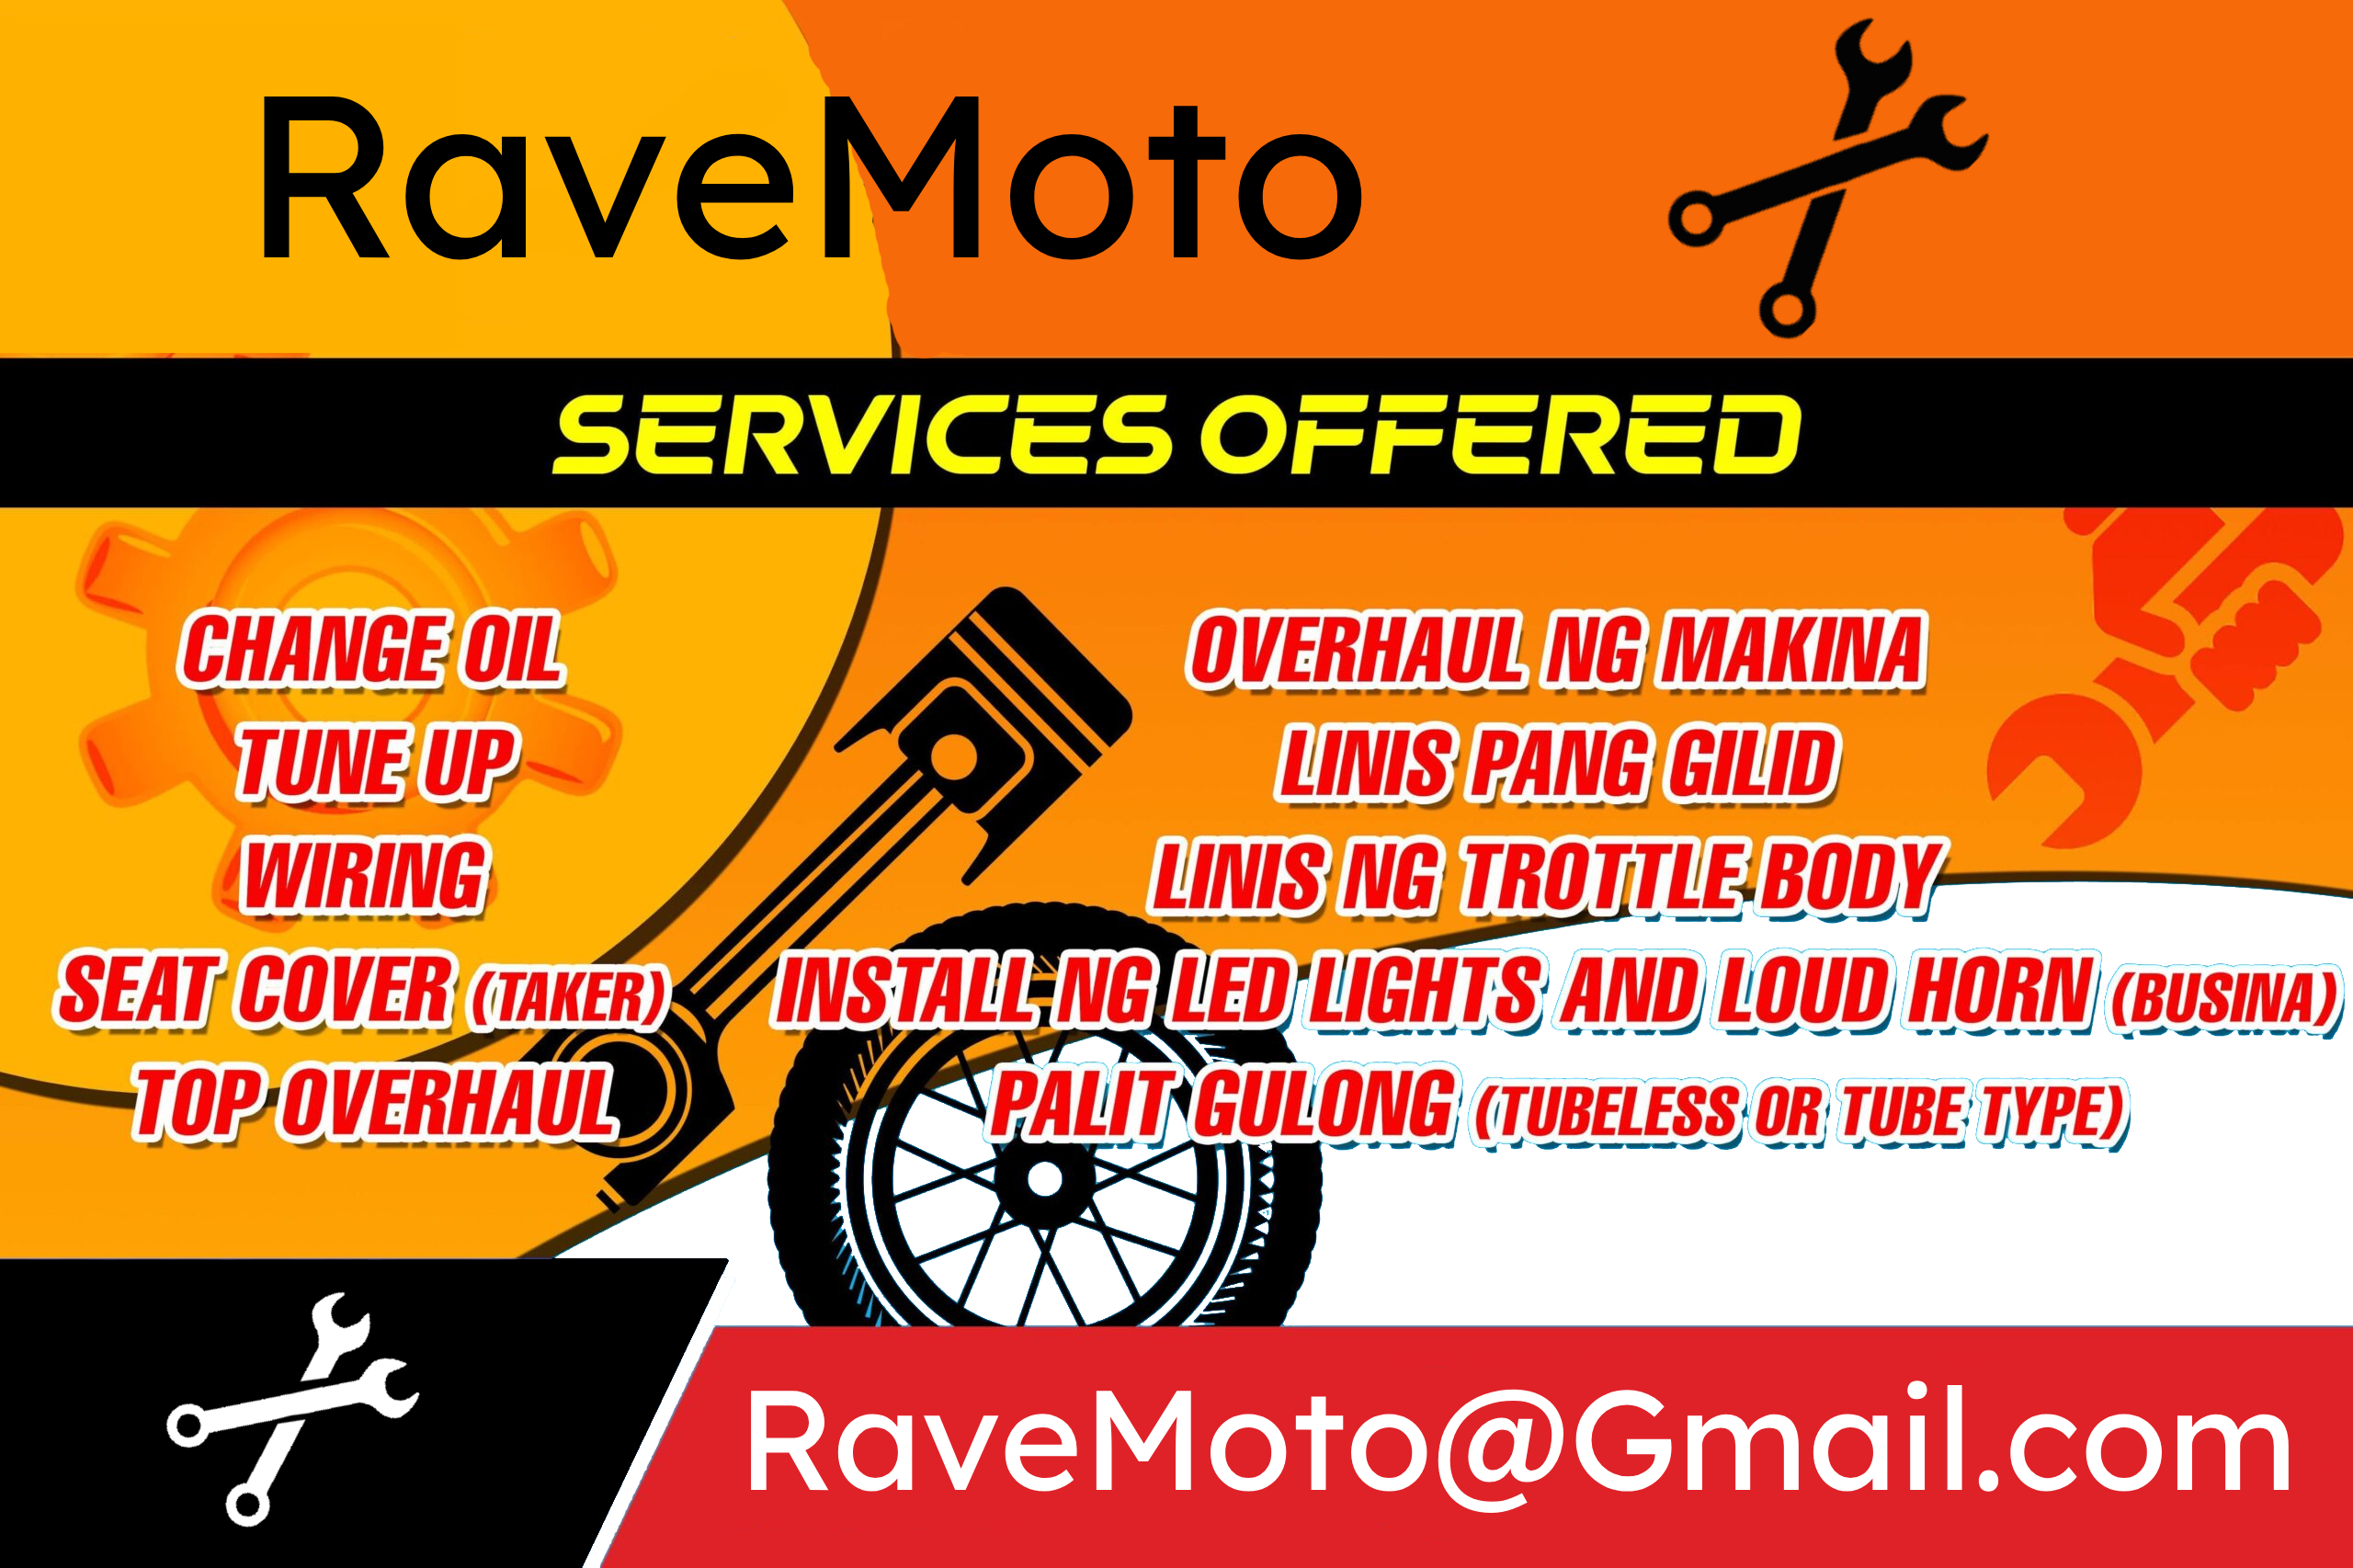 RaveMoto
SERVICES OFFERED
CHANGE OIL
TUNE UP
WIRING
SEAT COVER (TAKER)
TOP OVERHAUL
OVERHAUL NG MAKINA
LINIS PANG GILID
LINIS NG TROTTLE BODY
INSTALL NG LED LIGHTS AND LOUD HORN (BUSINA)
PALIT GULONG (TUBELESS OR TUBE TYPE)
RaveMoto@Gmail.com